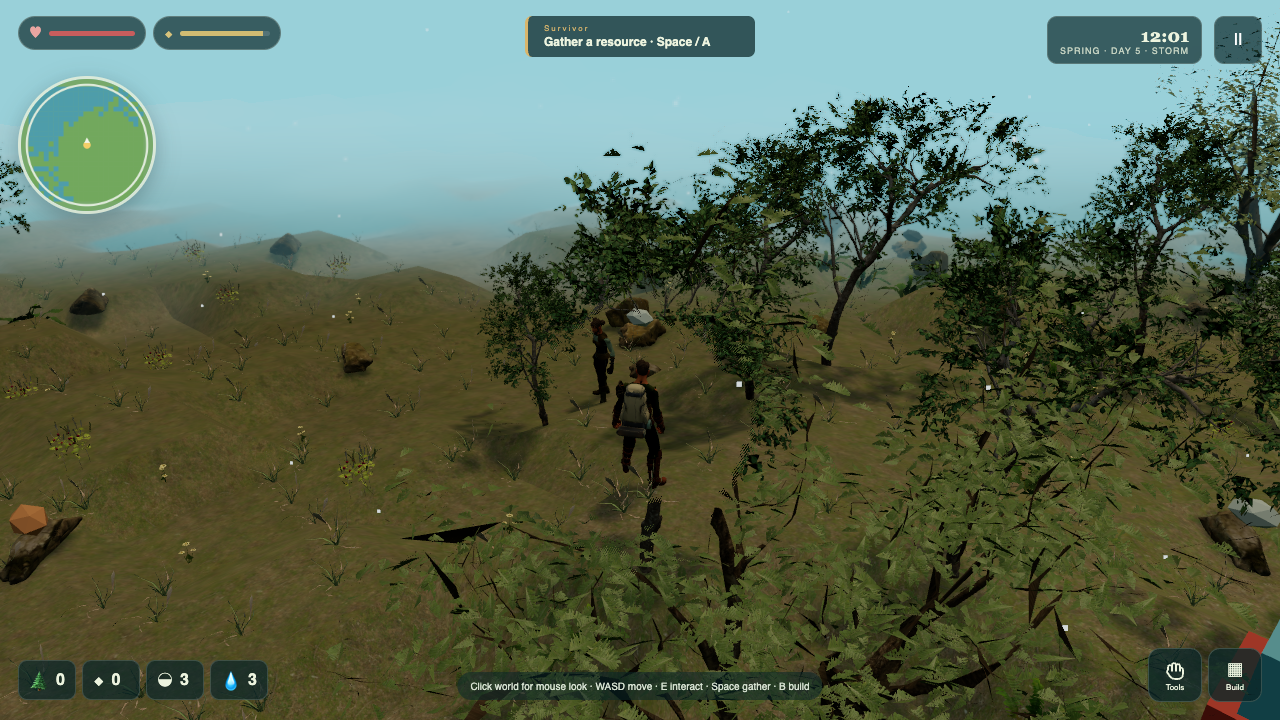 Survivor
Gather a resource · Space / A
12:01
SPRING · DAY 5 · STORM
0
0
3
3
Click world for mouse look · WASD move · E interact · Space gather · B build
Tools
Build